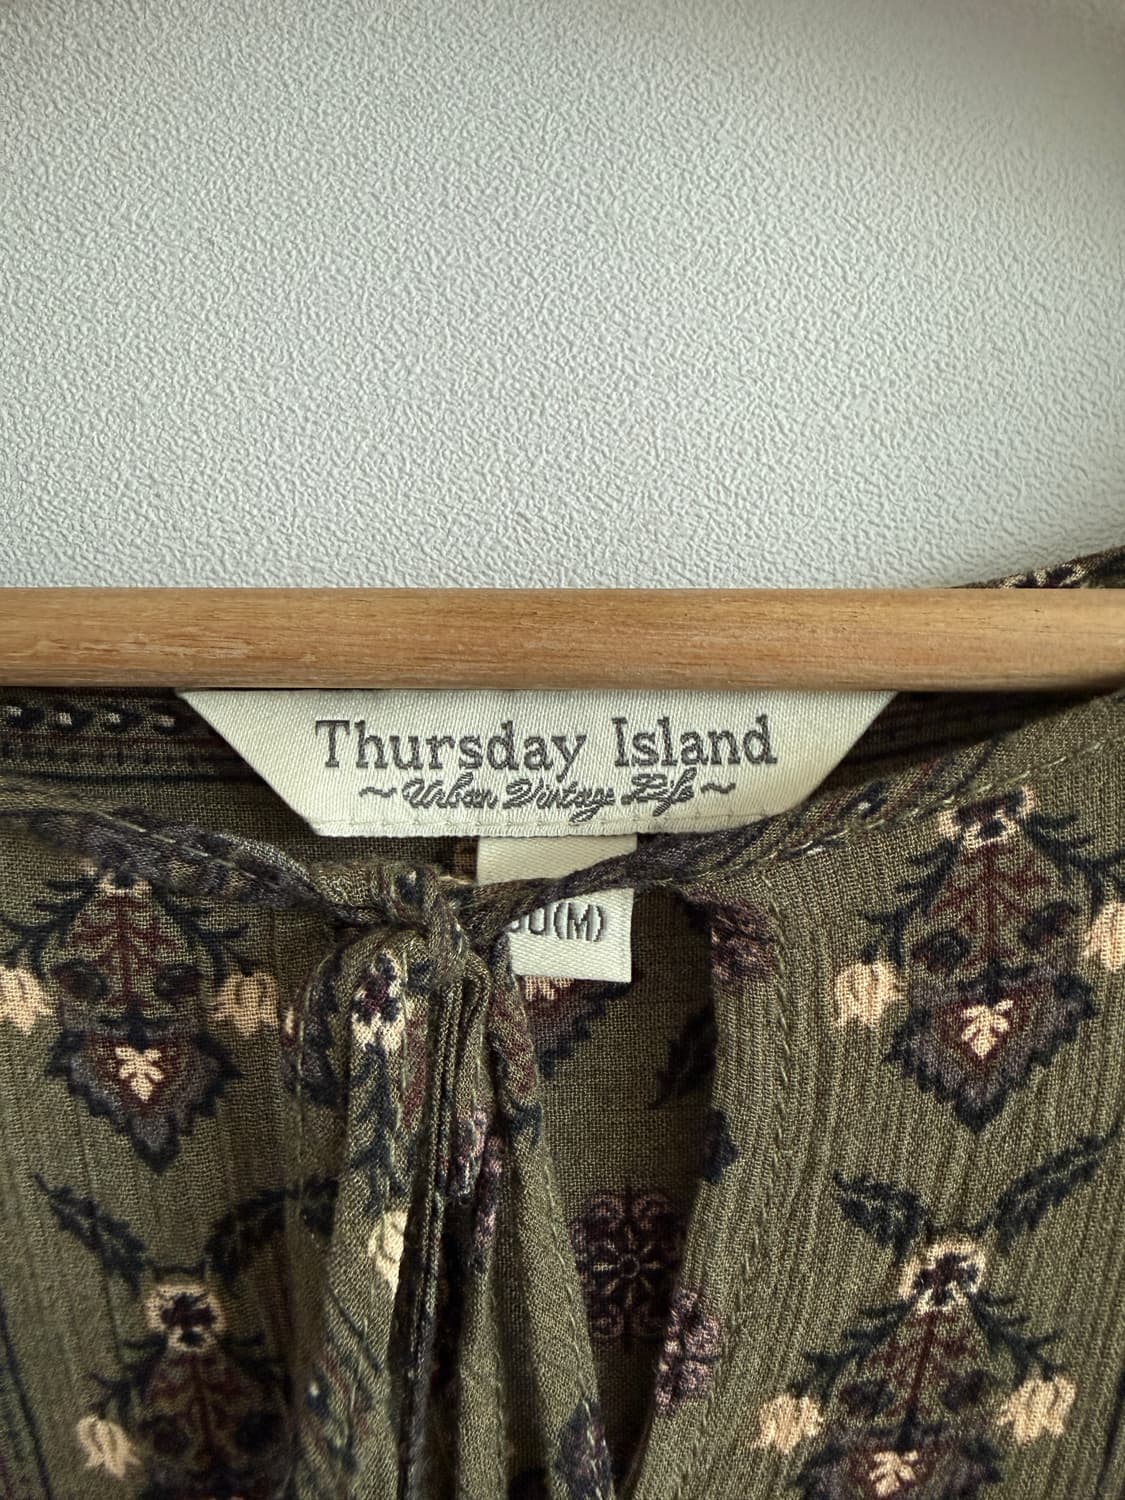 Thursday Island
~Urban Vintage Life~
(M)